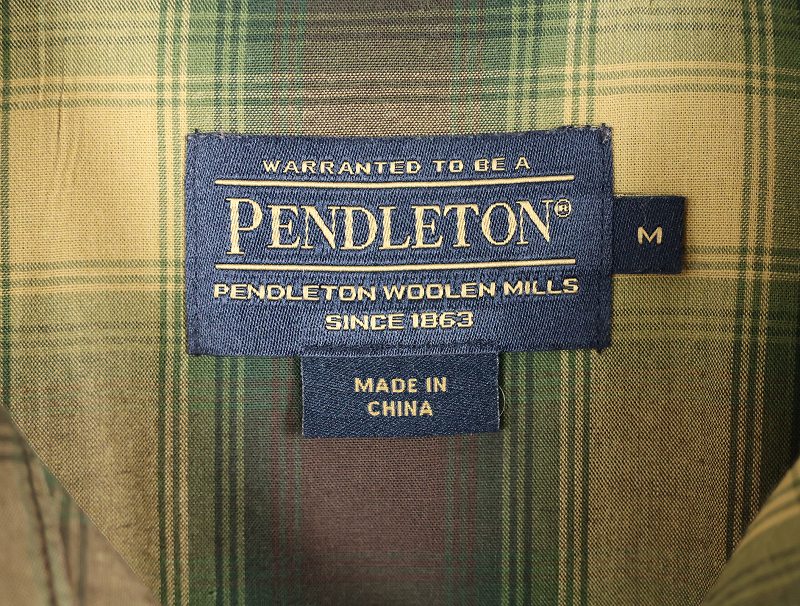 WARRANTED TO BE A
PENDLETON®
PENDLETON WOOLEN MILLS
SINCE 1863
M
MADE IN
CHINA